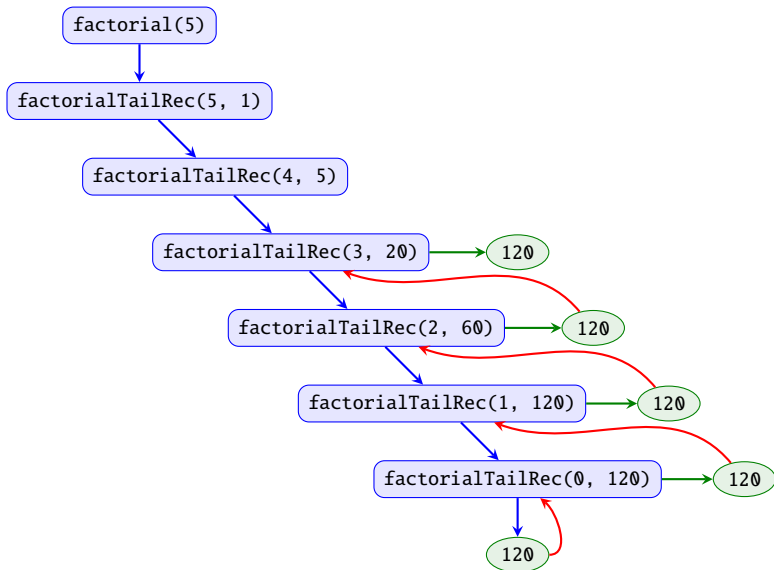 factorial(5)
factorialTailRec(5, 1)
factorialTailRec(4, 5)
factorialTailRec(3, 20)
120
factorialTailRec(2, 60)
120
factorialTailRec(1, 120)
120
factorialTailRec(0, 120)
120
120